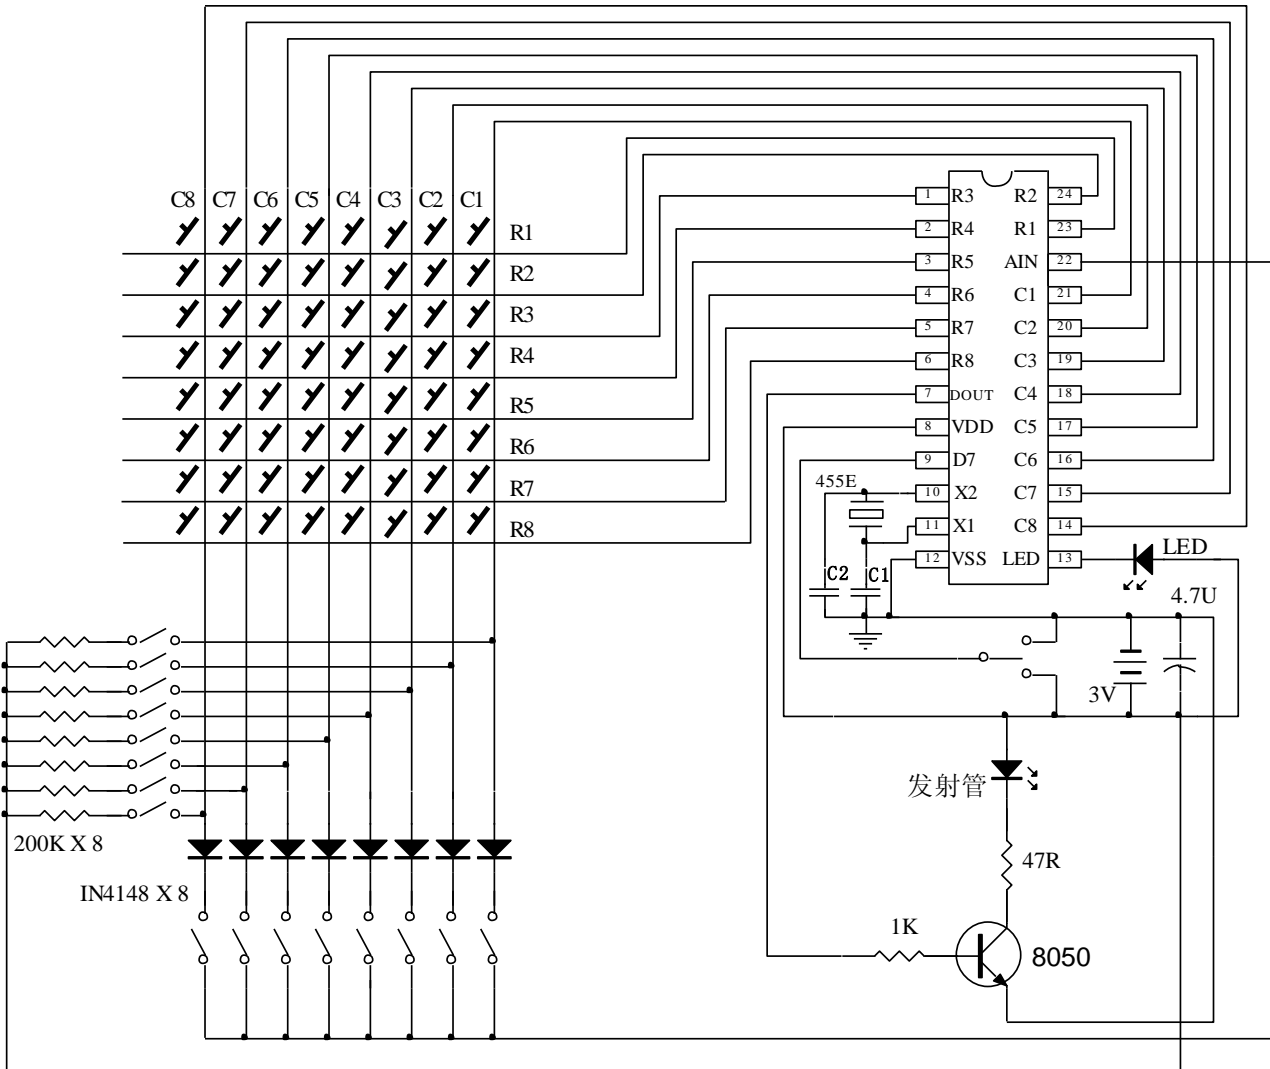 C8 C7 C6 C5 C4 C3 C2 C1
R1
R2
R3
R4
R5
R6
R7
R8
1 R3 R2 24
2 R4 R1 23
3 R5 AIN 22
4 R6 C1 21
5 R7 C2 20
6 R8 C3 19
7 DOUT C4 18
8 VDD C5 17
9 D7 C6 16
10 X2 C7 15
11 X1 C8 14
12 VSS LED 13
455E
C2 C1
LED
4.7U
3V
发射管
47R
1K
8050
200K X 8
IN4148 X 8